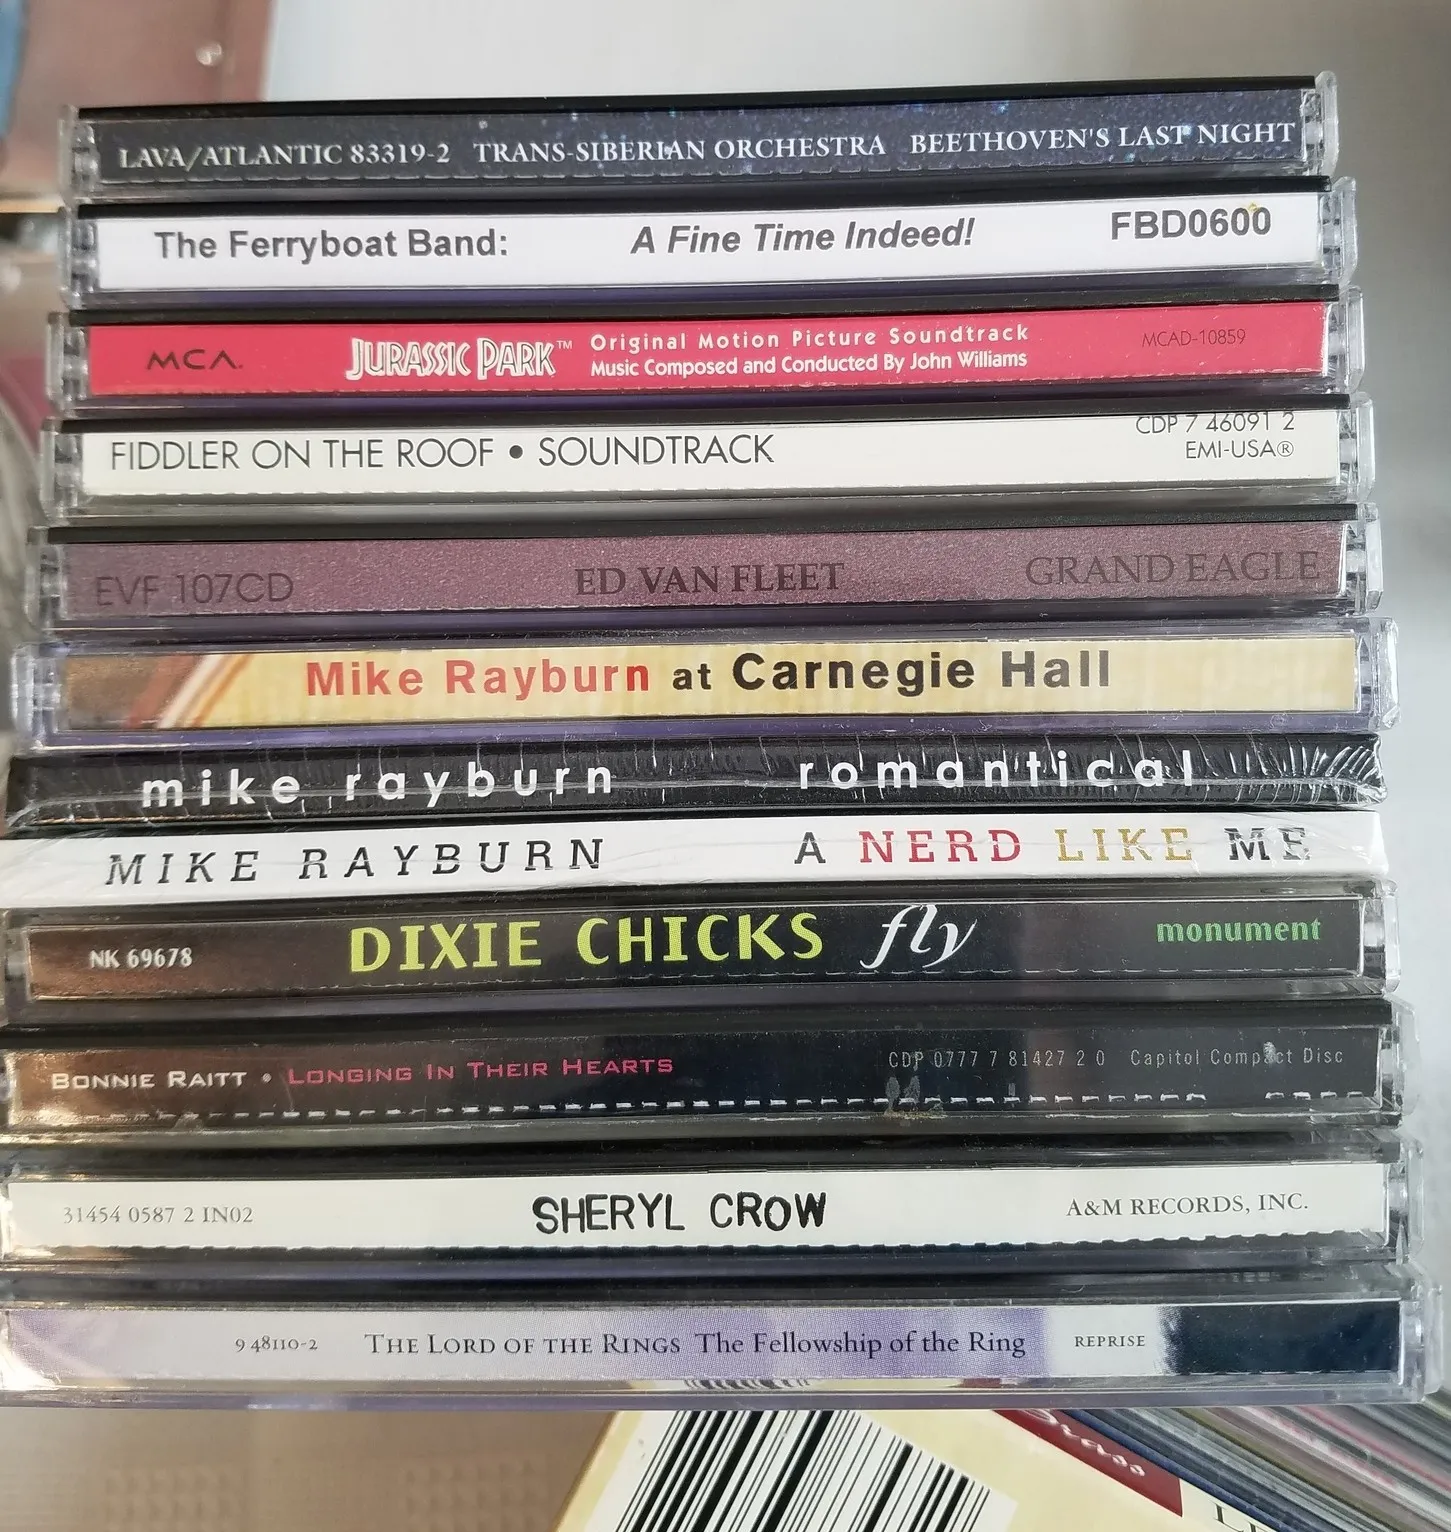 LAVA/ATLANTIC 83319-2 TRANS-SIBERIAN ORCHESTRA BEETHOVEN'S LAST NIGHT
The Ferryboat Band: A Fine Time Indeed! FBD0600
MCA. JURASSIC PARK™ Original Motion Picture Soundtrack MCAD-10859
Music Composed and Conducted By John Williams
FIDDLER ON THE ROOF • SOUNDTRACK CDP 7 46091 2
EMI-USA®
EVF 107CD ED VAN FLEET GRAND EAGLE
Mike Rayburn at Carnegie Hall
mike rayburn romantical
MIKE RAYBURN A NERD LIKE ME
NK 69678 DIXIE CHICKS fly monument
BONNIE RAITT • LONGING IN THEIR HEARTS CDP 0777 7 81427 2 0 Capitol Compact Disc
31454 0587 2 IN02 SHERYL CROW A&M RECORDS, INC.
9 48110-2 THE LORD OF THE RINGS The Fellowship of the Ring REPRISE
Brass